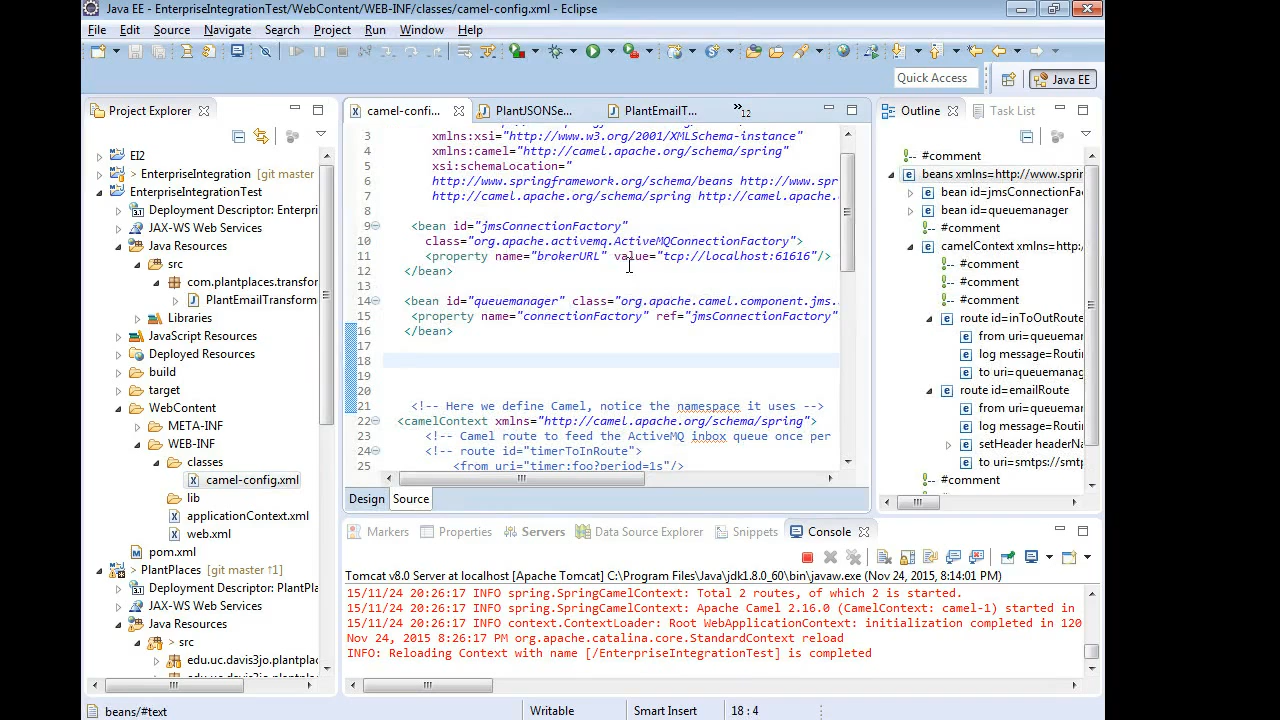 Java EE - EnterpriseIntegrationTest/WebContent/WEB-INF/classes/camel-config.xml - Eclipse
File Edit Source Navigate Search Project Run Window Help
Quick Access
Java EE
Project Explorer
EI2
> EnterpriseIntegration [git master
EnterpriseIntegrationTest
Deployment Descriptor: Enterpri
JAX-WS Web Services
Java Resources
src
com.plantplaces.transfor
PlantEmailTransform
Libraries
JavaScript Resources
Deployed Resources
build
target
WebContent
META-INF
WEB-INF
classes
camel-config.xml
lib
applicationContext.xml
web.xml
pom.xml
PlantPlaces [git master ↑1]
Deployment Descriptor: PlantPla
JAX-WS Web Services
Java Resources
> src
edu.uc.davis3jo.plantplac
camel-confi... PlantJSONSe... PlantEmailT... »12
3 xmlns:xsi="http://www.w3.org/2001/XMLSchema-instance"
4 xmlns:camel="http://camel.apache.org/schema/spring"
5 xsi:schemaLocation="
6 http://www.springframework.org/schema/beans http://www.spr
7 http://camel.apache.org/schema/spring http://camel.apache.
8
9 <bean id="jmsConnectionFactory"
10 class="org.apache.activemq.ActiveMQConnectionFactory">
11 <property name="brokerURL" value="tcp://localhost:61616"/>
12 </bean>
13
14 <bean id="queuemanager" class="org.apache.camel.component.jms.
15 <property name="connectionFactory" ref="jmsConnectionFactory"
16 </bean>
17
18
19
20
21 <!-- Here we define Camel, notice the namespace it uses -->
22 <camelContext xmlns="http://camel.apache.org/schema/spring">
23 <!-- Camel route to feed the ActiveMQ inbox queue once per
24 <!-- route id="timerToInRoute">
25 <from uri="timer:foo?period=1s"/>
Design Source
Outline Task List
#comment
beans xmlns=http://www.sprin
bean id=jmsConnectionFac
bean id=queuemanager
#comment
camelContext xmlns=http:/
#comment
#comment
#comment
route id=inToOutRoute
from uri=queuemanag
log message=Routin
to uri=queuemanage
route id=emailRoute
from uri=queuemanag
log message=Routin
setHeader headerNa
to uri=smtps://smtp
#comment
Markers Properties Servers Data Source Explorer Snippets Console
Tomcat v8.0 Server at localhost [Apache Tomcat] C:\Program Files\Java\jdk1.8.0_60\bin\javaw.exe (Nov 24, 2015, 8:14:01 PM)
15/11/24 20:26:17 INFO spring.SpringCamelContext: Total 2 routes, of which 2 is started.
15/11/24 20:26:17 INFO spring.SpringCamelContext: Apache Camel 2.16.0 (CamelContext: camel-1) started in
15/11/24 20:26:17 INFO context.ContextLoader: Root WebApplicationContext: initialization completed in 120
Nov 24, 2015 8:26:17 PM org.apache.catalina.core.StandardContext reload
INFO: Reloading Context with name [/EnterpriseIntegrationTest] is completed
beans/#text Writable Smart Insert 18 : 4